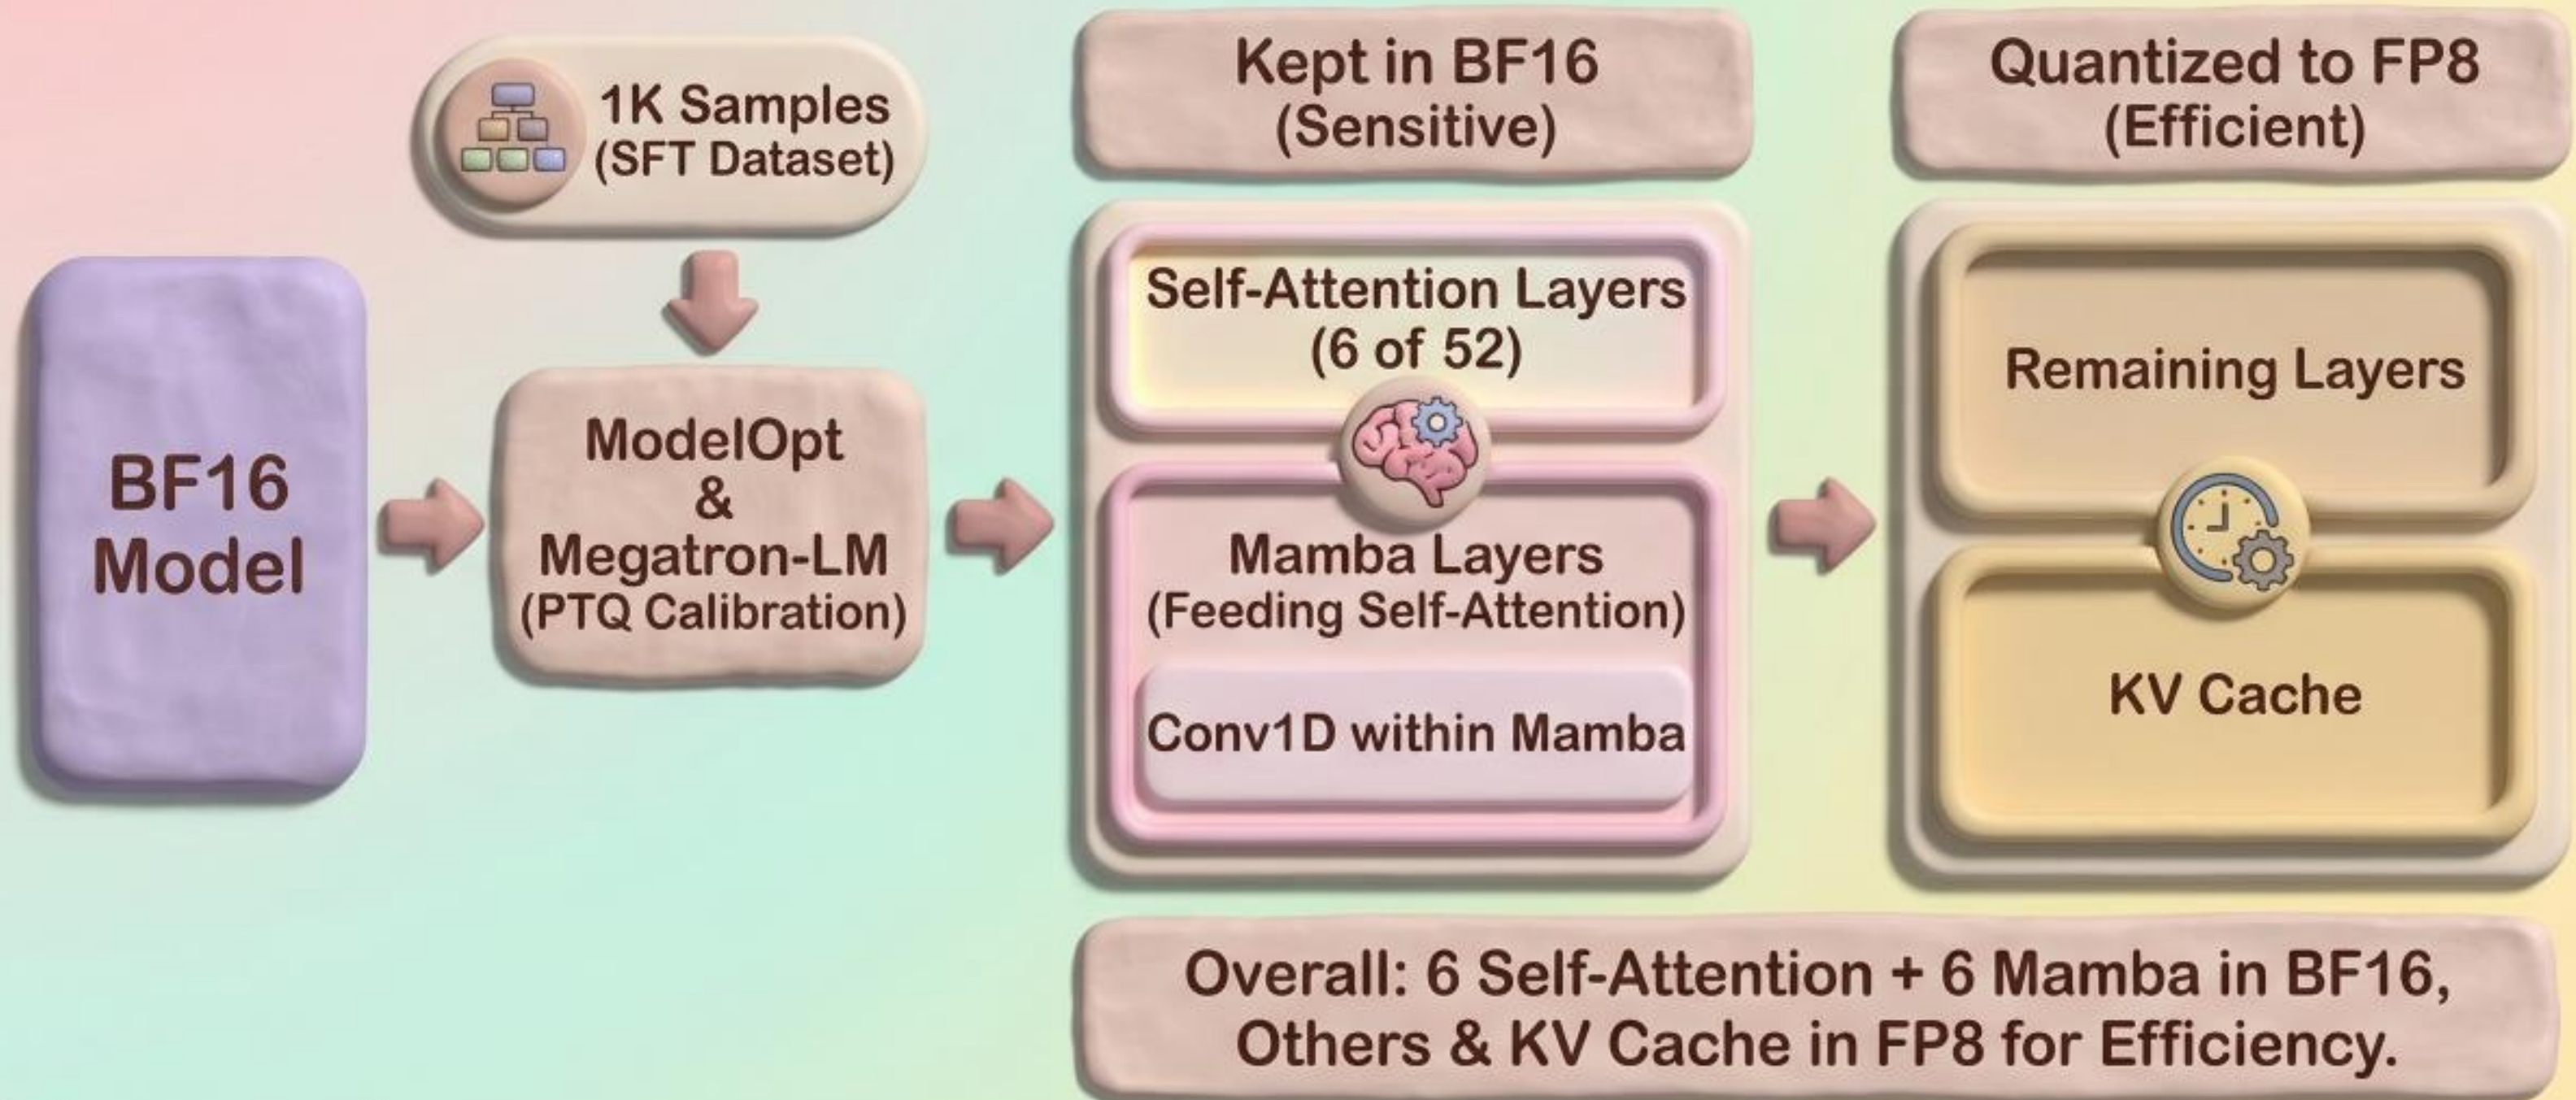 BF16
Model
1K Samples
(SFT Dataset)
ModelOpt
&
Megatron-LM
(PTQ Calibration)
Kept in BF16
(Sensitive)
Self-Attention Layers
(6 of 52)
Mamba Layers
(Feeding Self-Attention)
Conv1D within Mamba
Quantized to FP8
(Efficient)
Remaining Layers
KV Cache
Overall: 6 Self-Attention + 6 Mamba in BF16,
Others & KV Cache in FP8 for Efficiency.